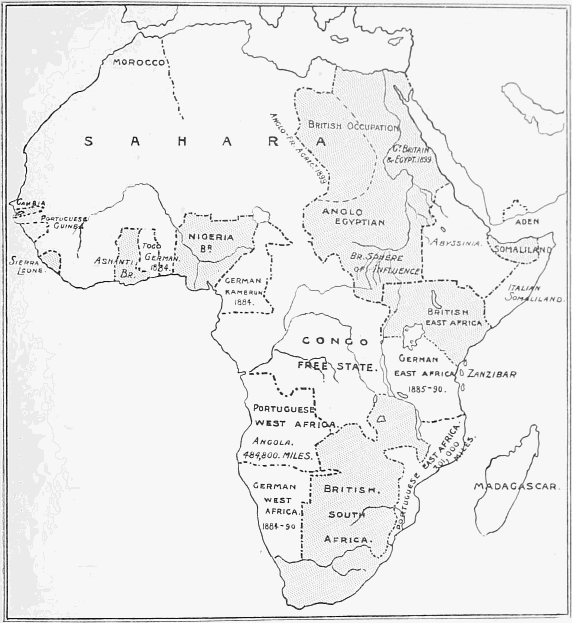 MOROCCO
SAHARA
BRITISH OCCUPATION
ANGLO-FR. AGREE. 1899
GT. BRITAIN
& EGYPT. 1899
GAMBIA
PORTUGUESE
GUINEA
SIERRA
LEONE
ASHANTI
BR.
TOGO
GERMAN
1884
NIGERIA
BR.
ANGLO
EGYPTIAN
BR. SPHERE
OF INFLUENCE
ABYSSINIA.
ADEN
SOMALILAND
ITALIAN
SOMALILAND.
GERMAN
KAMERUN
1884.
BRITISH
EAST AFRICA
CONGO
FREE STATE.
GERMAN
EAST AFRICA
1885-90.
ZANZIBAR
PORTUGUESE
WEST AFRICA.
ANGOLA.
484,800. MILES.
PORTUGUESE EAST AFRICA.
301,000
MILES.
MADAGASCAR.
GERMAN
WEST
AFRICA.
1884-90
BRITISH.
SOUTH
AFRICA.